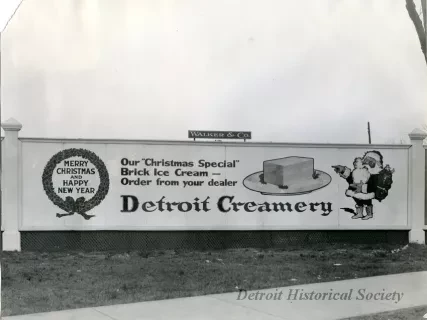 WALKER & CO.
MERRY
CHRISTMAS
AND
HAPPY
NEW YEAR
Our "Christmas Special"
Brick Ice Cream —
Order from your dealer
Detroit Creamery
Detroit Historical Society